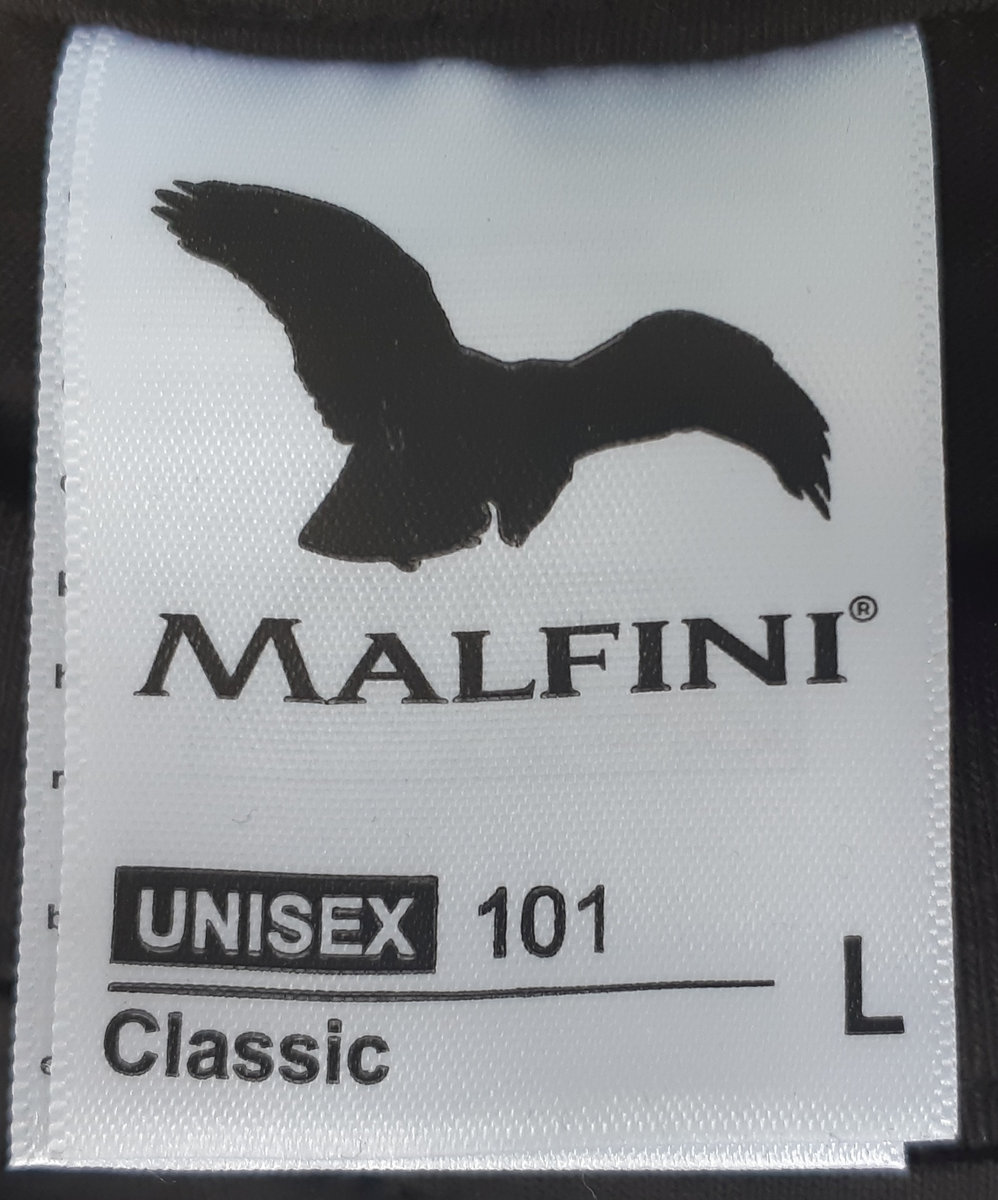 MALFINI®
UNISEX 101
Classic
L